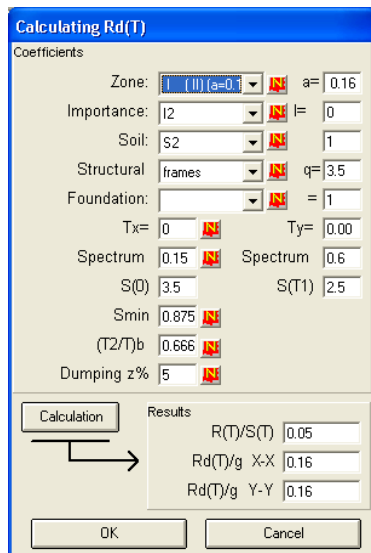 Calculating Rd(T)
Coefficients
Zone: I (II)(a=0.1 a= 0.16
Importance: I2 I= 0
Soil: S2 1
Structural frames q= 3.5
Foundation: = 1
Tx= 0 Ty= 0.00
Spectrum 0.15 Spectrum 0.6
S(0) 3.5 S(T1) 2.5
Smin 0.875
(T2/T)b 0.666
Dumping z% 5
Calculation Results
R(T)/S(T) 0.05
Rd(T)/g X-X 0.16
Rd(T)/g Y-Y 0.16
OK Cancel